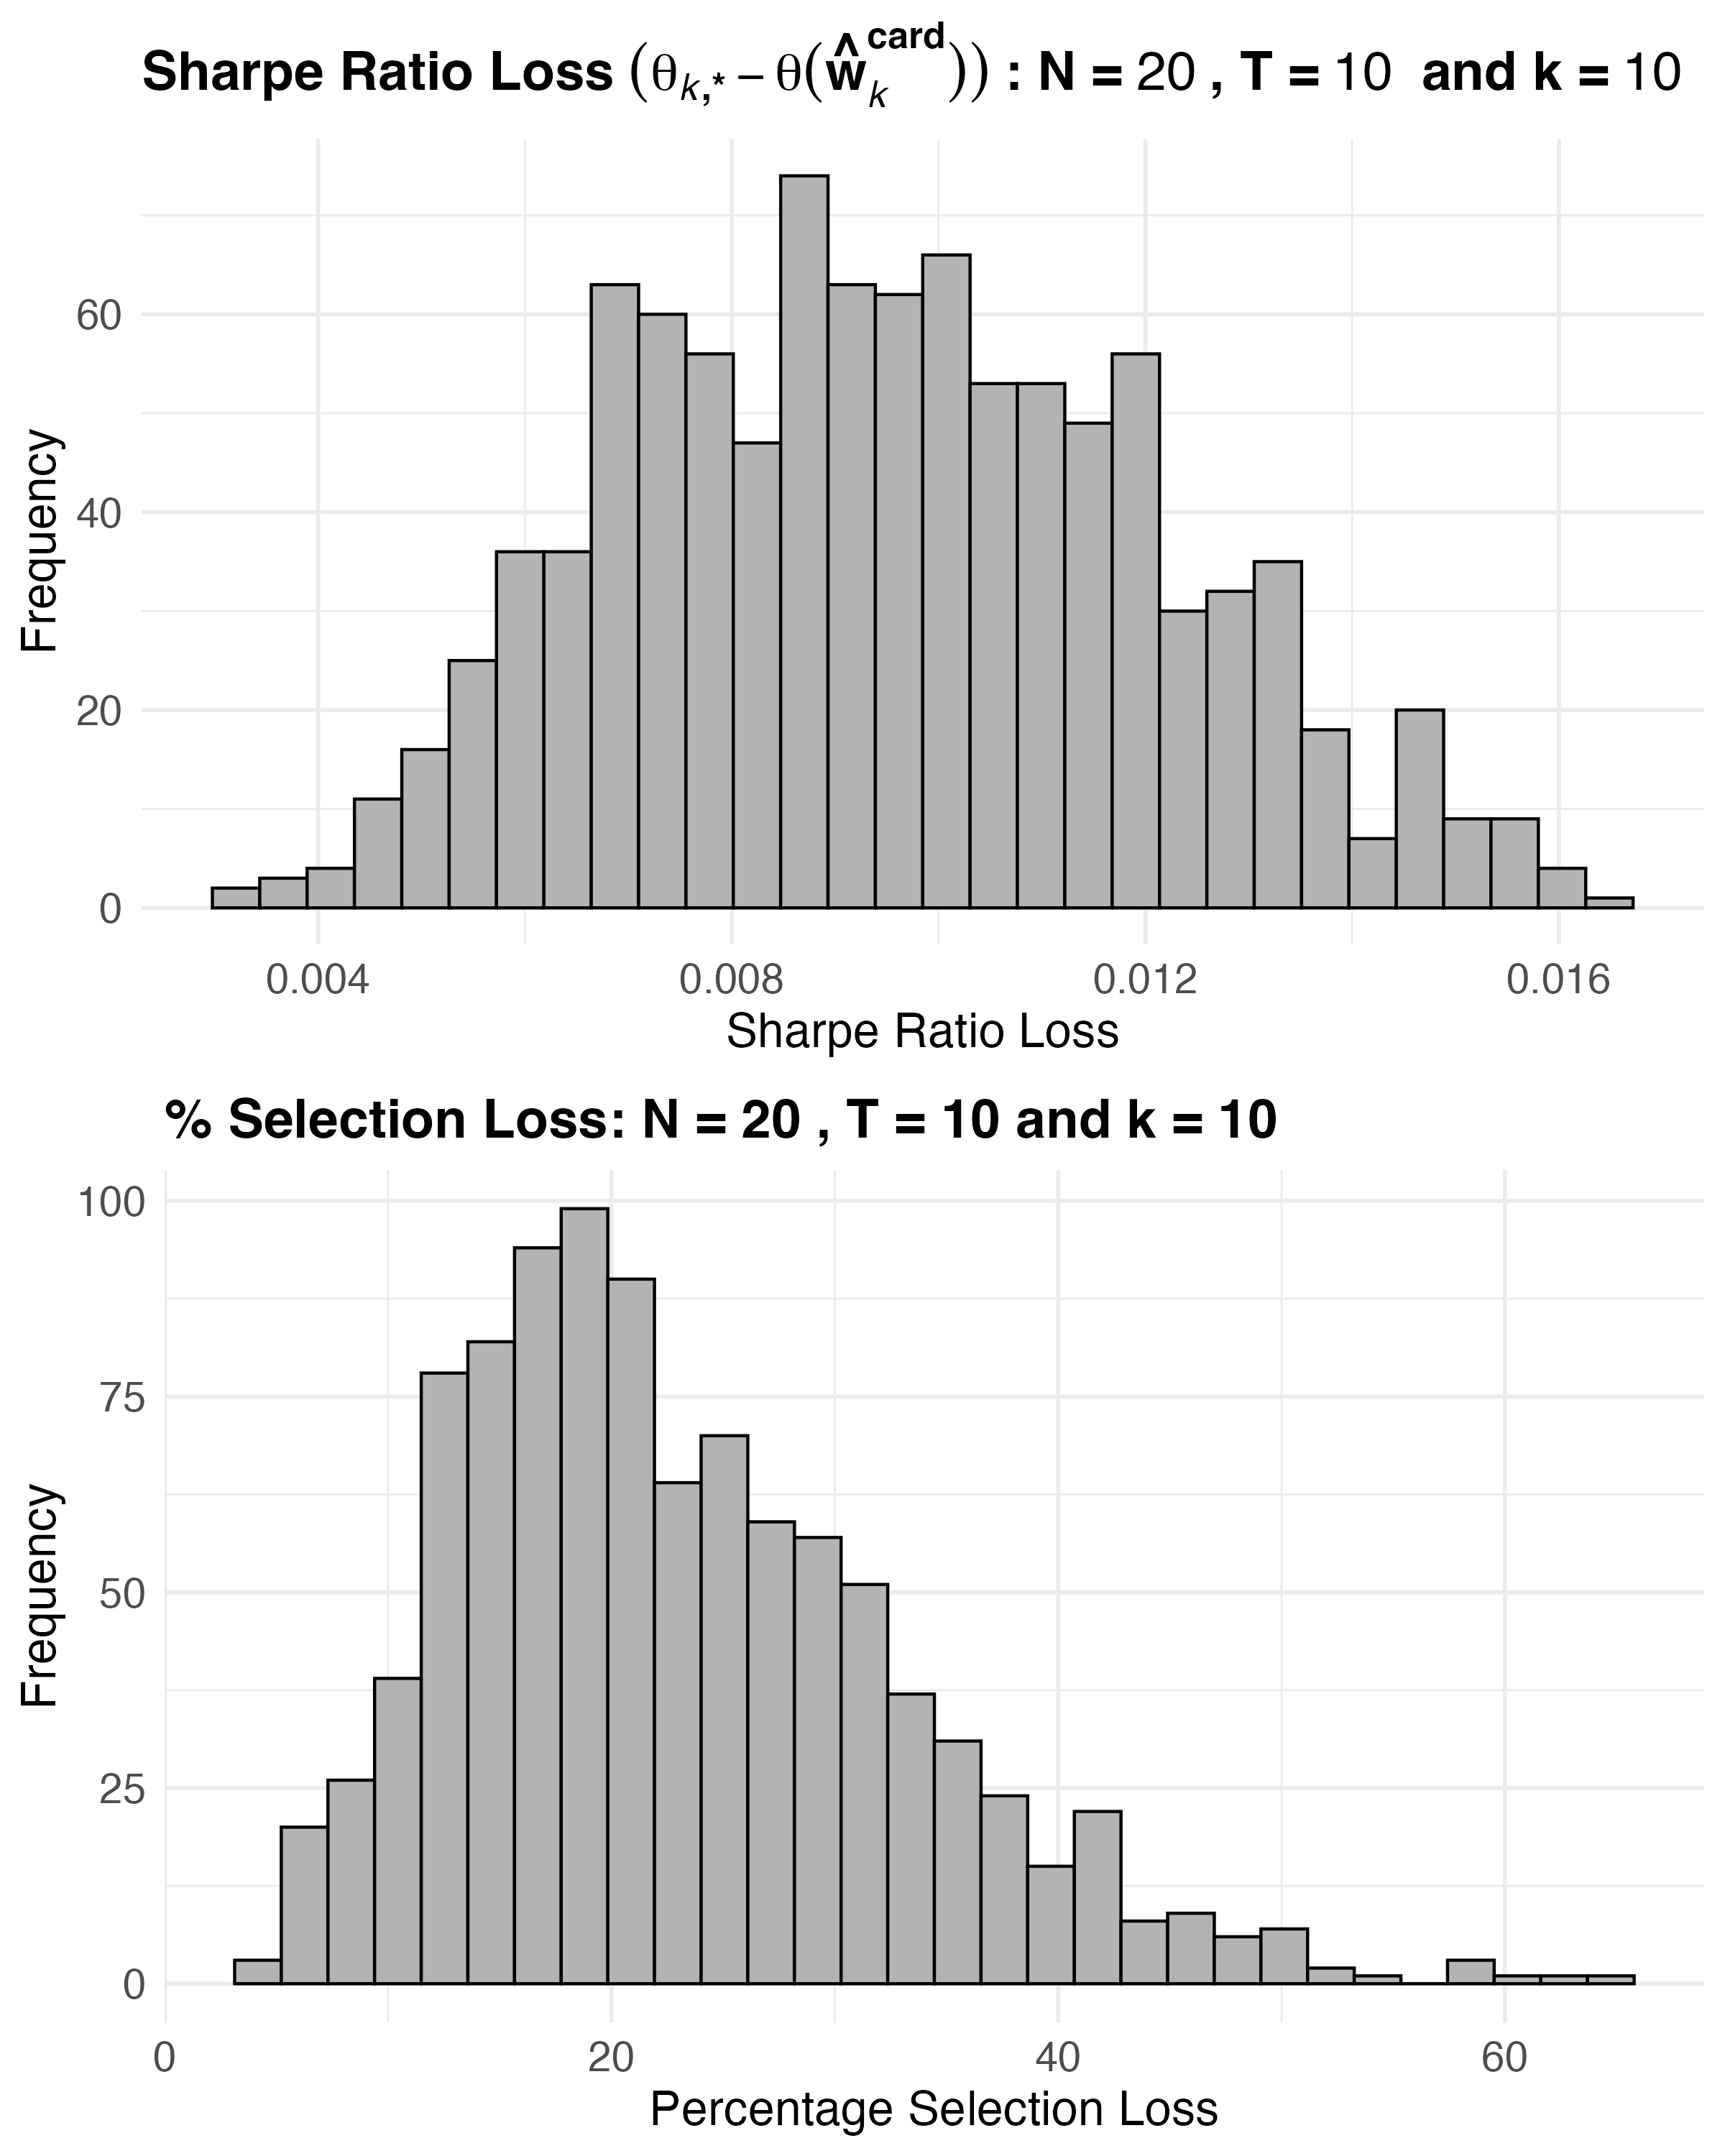 Sharpe Ratio Loss (θk,* − θ(ŵk^card)) : N = 20 , T = 10 and k = 10
Frequency
60
40
20
0
0.004 0.008 0.012 0.016
Sharpe Ratio Loss
% Selection Loss: N = 20 , T = 10 and k = 10
Frequency
100
75
50
25
0
0 20 40 60
Percentage Selection Loss